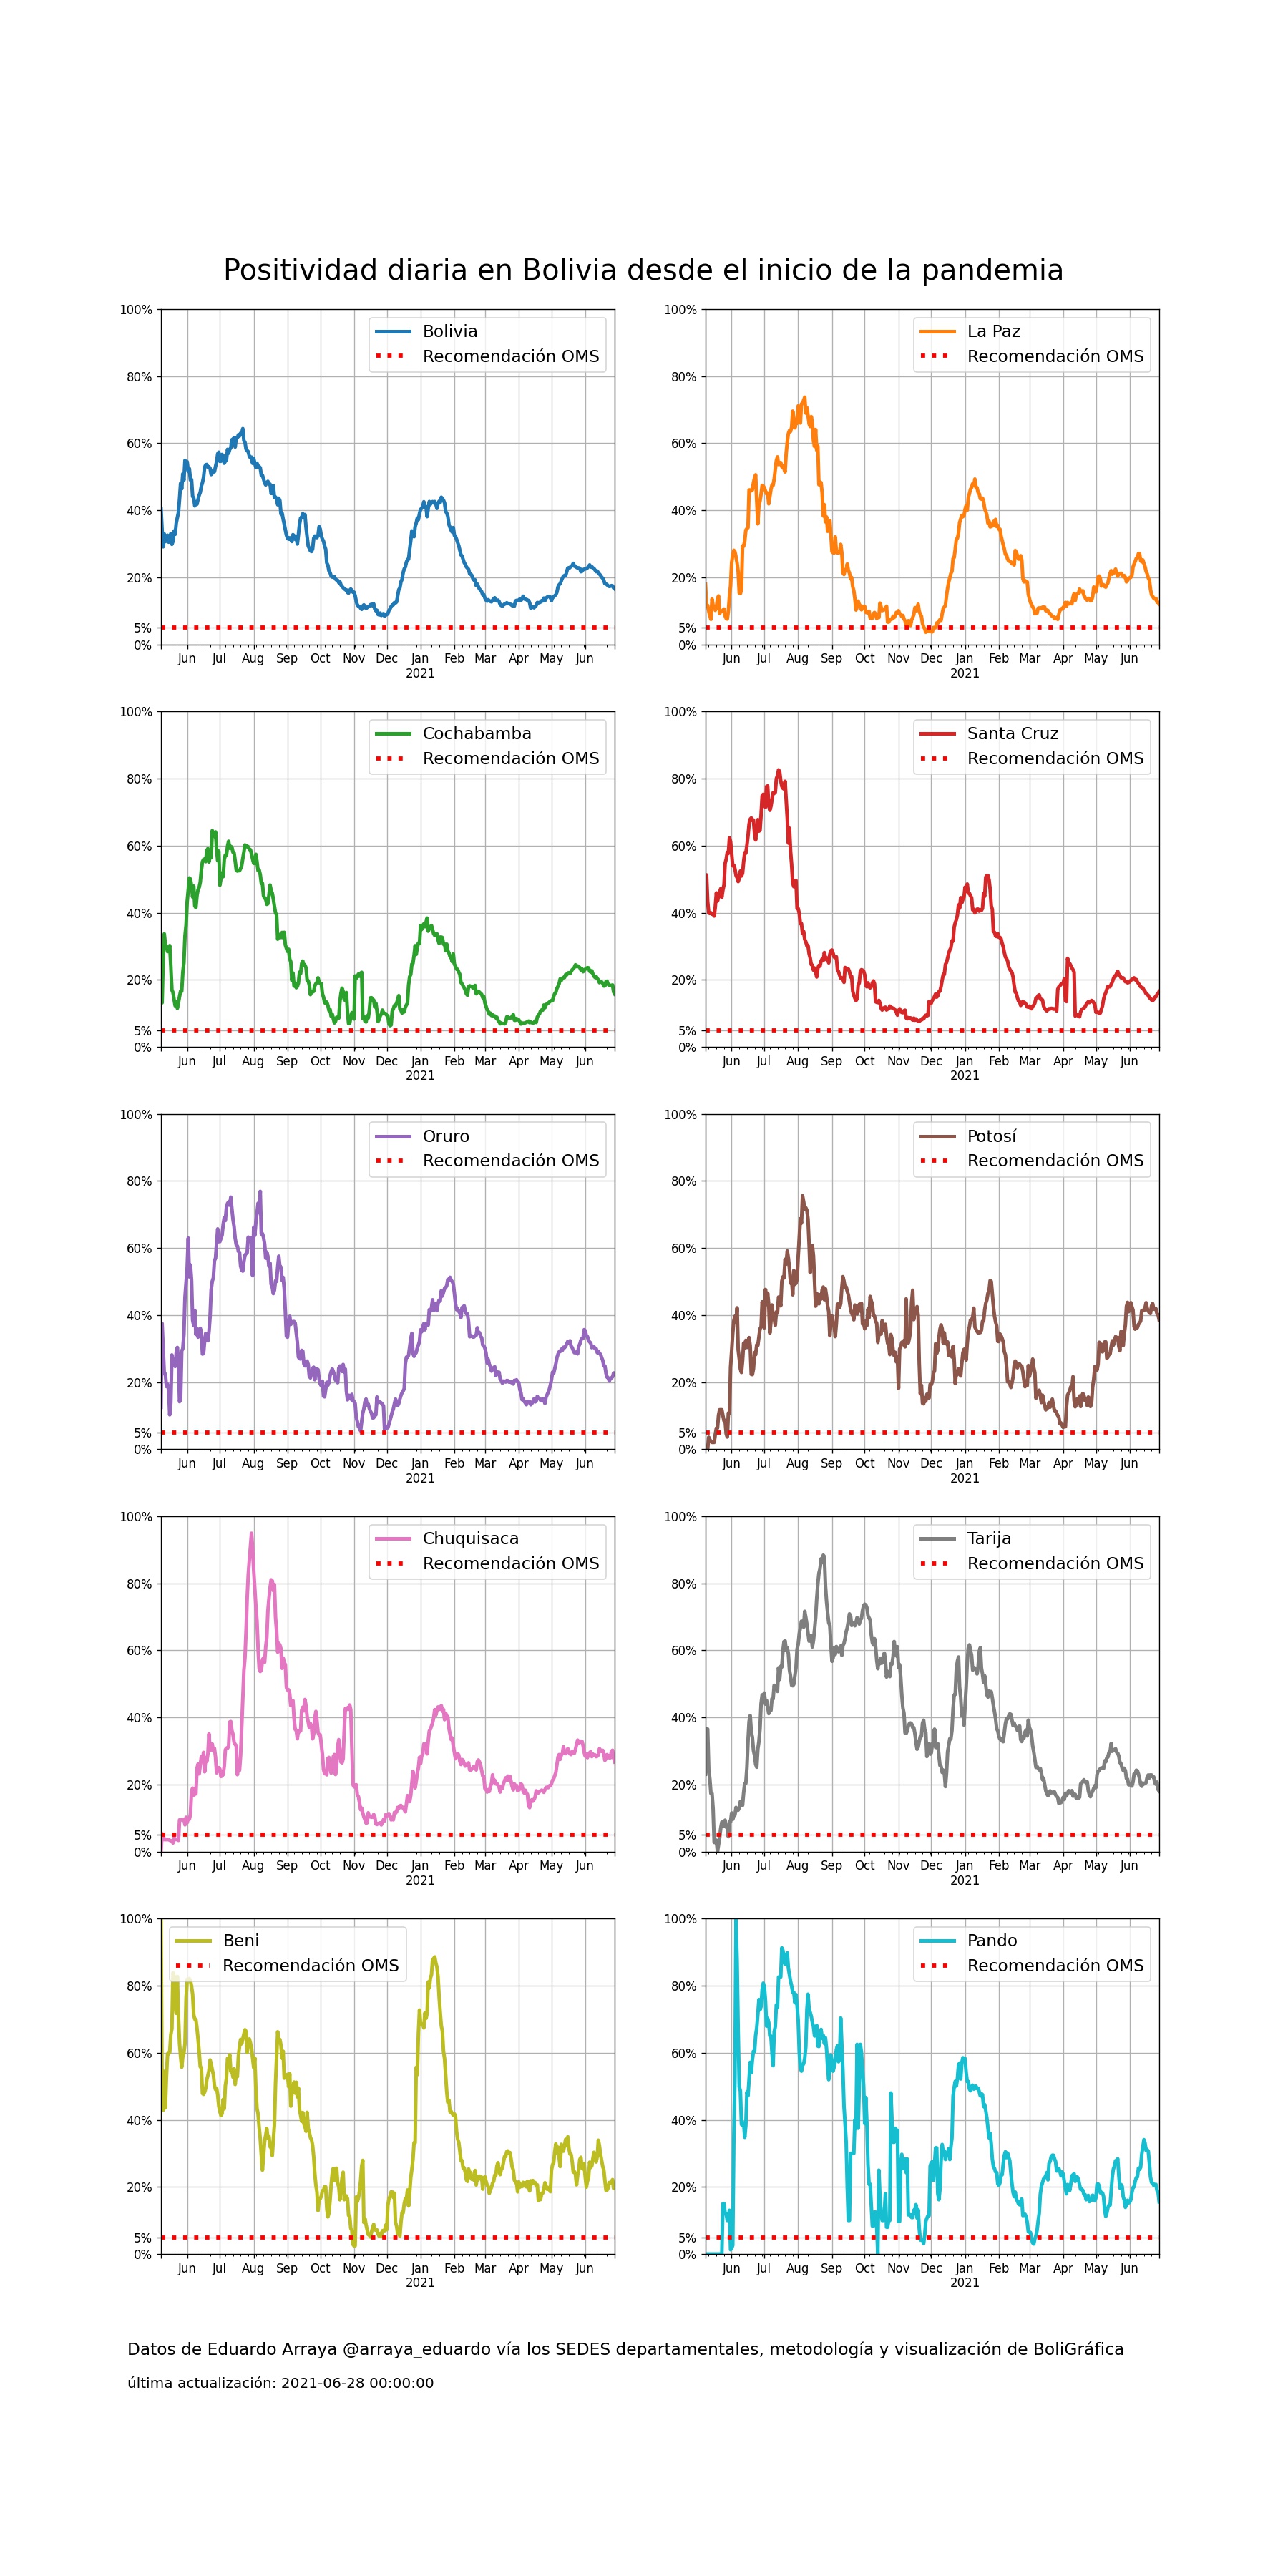 Positividad diaria en Bolivia desde el inicio de la pandemia
100%
80%
60%
40%
20%
5%
0%
Bolivia
Recomendación OMS
Jun Jul Aug Sep Oct Nov Dec Jan Feb Mar Apr May Jun
2021
100%
80%
60%
40%
20%
5%
0%
La Paz
Recomendación OMS
Jun Jul Aug Sep Oct Nov Dec Jan Feb Mar Apr May Jun
2021
100%
80%
60%
40%
20%
5%
0%
Cochabamba
Recomendación OMS
Jun Jul Aug Sep Oct Nov Dec Jan Feb Mar Apr May Jun
2021
100%
80%
60%
40%
20%
5%
0%
Santa Cruz
Recomendación OMS
Jun Jul Aug Sep Oct Nov Dec Jan Feb Mar Apr May Jun
2021
100%
80%
60%
40%
20%
5%
0%
Oruro
Recomendación OMS
Jun Jul Aug Sep Oct Nov Dec Jan Feb Mar Apr May Jun
2021
100%
80%
60%
40%
20%
5%
0%
Potosí
Recomendación OMS
Jun Jul Aug Sep Oct Nov Dec Jan Feb Mar Apr May Jun
2021
100%
80%
60%
40%
20%
5%
0%
Chuquisaca
Recomendación OMS
Jun Jul Aug Sep Oct Nov Dec Jan Feb Mar Apr May Jun
2021
100%
80%
60%
40%
20%
5%
0%
Tarija
Recomendación OMS
Jun Jul Aug Sep Oct Nov Dec Jan Feb Mar Apr May Jun
2021
100%
80%
60%
40%
20%
5%
0%
Beni
Recomendación OMS
Jun Jul Aug Sep Oct Nov Dec Jan Feb Mar Apr May Jun
2021
100%
80%
60%
40%
20%
5%
0%
Pando
Recomendación OMS
Jun Jul Aug Sep Oct Nov Dec Jan Feb Mar Apr May Jun
2021
Datos de Eduardo Arraya @arraya_eduardo vía los SEDES departamentales, metodología y visualización de BoliGráfica
última actualización: 2021-06-28 00:00:00